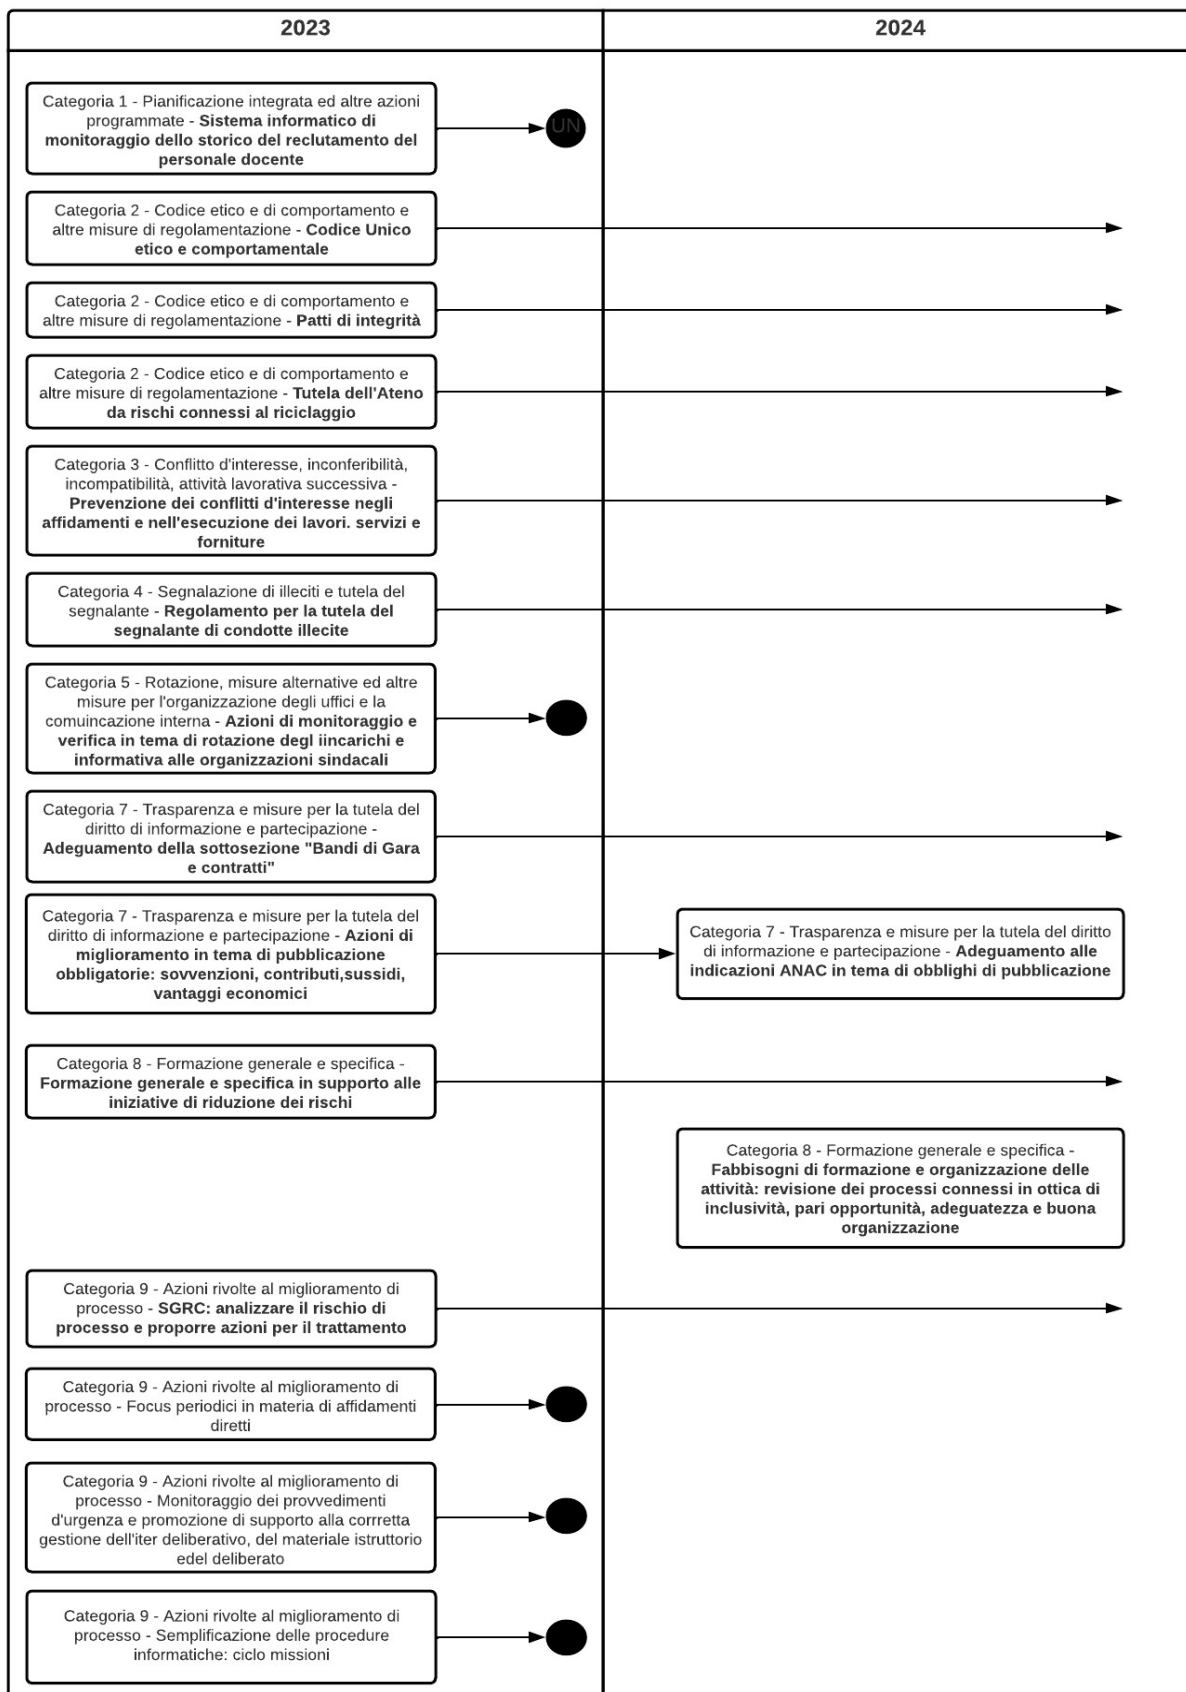 2023
2024
Categoria 1 - Pianificazione integrata ed altre azioni
programmate - Sistema informatico di
monitoraggio dello storico del reclutamento del
personale docente
UN
Categoria 2 - Codice etico e di comportamento e
altre misure di regolamentazione - Codice Unico
etico e comportamentale
Categoria 2 - Codice etico e di comportamento e
altre misure di regolamentazione - Patti di integrità
Categoria 2 - Codice etico e di comportamento e
altre misure di regolamentazione - Tutela dell'Ateno
da rischi connessi al riciclaggio
Categoria 3 - Conflitto d'interesse, inconferibilità,
incompatibilità, attività lavorativa successiva -
Prevenzione dei conflitti d'interesse negli
affidamenti e nell'esecuzione dei lavori. servizi e
forniture
Categoria 4 - Segnalazione di illeciti e tutela del
segnalante - Regolamento per la tutela del
segnalante di condotte illecite
Categoria 5 - Rotazione, misure alternative ed altre
misure per l'organizzazione degli uffici e la
comuincazione interna - Azioni di monitoraggio e
verifica in tema di rotazione degl iincarichi e
informativa alle organizzazioni sindacali
Categoria 7 - Trasparenza e misure per la tutela del
diritto di informazione e partecipazione -
Adeguamento della sottosezione "Bandi di Gara
e contratti"
Categoria 7 - Trasparenza e misure per la tutela del
diritto di informazione e partecipazione - Azioni di
miglioramento in tema di pubblicazione
obbligatorie: sovvenzioni, contributi,sussidi,
vantaggi economici
Categoria 7 - Trasparenza e misure per la tutela del diritto
di informazione e partecipazione - Adeguamento alle
indicazioni ANAC in tema di obblighi di pubblicazione
Categoria 8 - Formazione generale e specifica -
Formazione generale e specifica in supporto alle
iniziative di riduzione dei rischi
Categoria 8 - Formazione generale e specifica -
Fabbisogni di formazione e organizzazione delle
attività: revisione dei processi connessi in ottica di
inclusività, pari opportunità, adeguatezza e buona
organizzazione
Categoria 9 - Azioni rivolte al miglioramento di
processo - SGRC: analizzare il rischio di
processo e proporre azioni per il trattamento
Categoria 9 - Azioni rivolte al miglioramento di
processo - Focus periodici in materia di affidamenti
diretti
Categoria 9 - Azioni rivolte al miglioramento di
processo - Monitoraggio dei provvedimenti
d'urgenza e promozione di supporto alla corrretta
gestione dell'iter deliberativo, del materiale istruttorio
edel deliberato
Categoria 9 - Azioni rivolte al miglioramento di
processo - Semplificazione delle procedure
informatiche: ciclo missioni